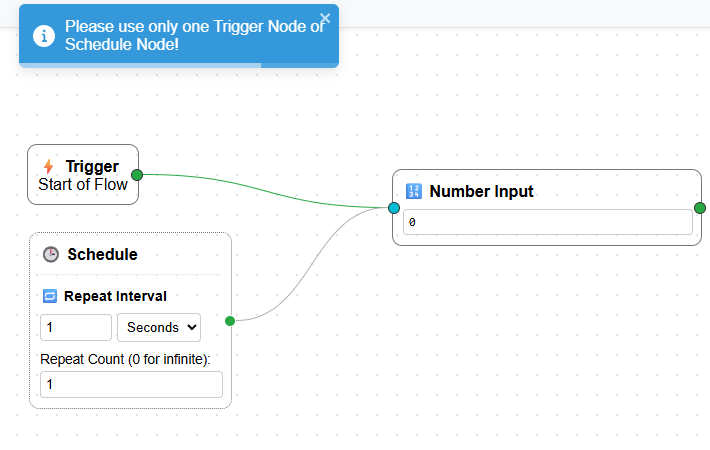 Please use only one Trigger Node or
Schedule Node!
Trigger
Start of Flow
Number Input
0
Schedule
Repeat Interval
1
Seconds
Repeat Count (0 for infinite):
1